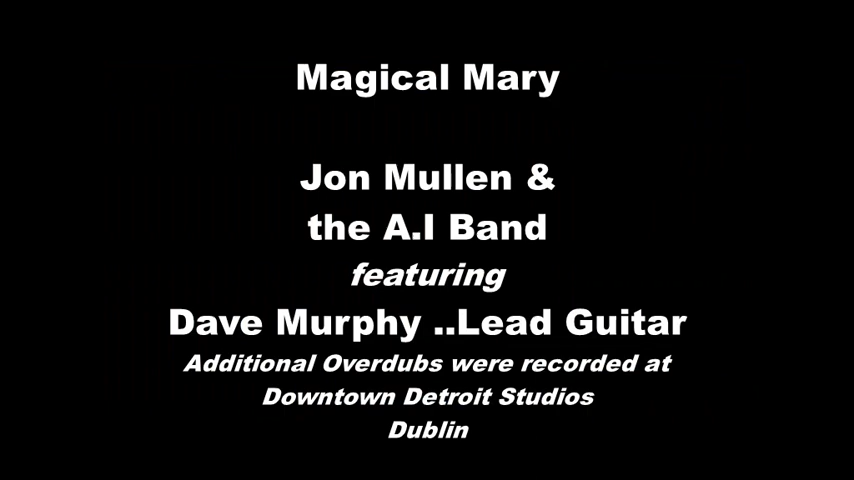 Magical Mary
Jon Mullen &
the A.I Band
featuring
Dave Murphy ..Lead Guitar
Additional Overdubs were recorded at
Downtown Detroit Studios
Dublin